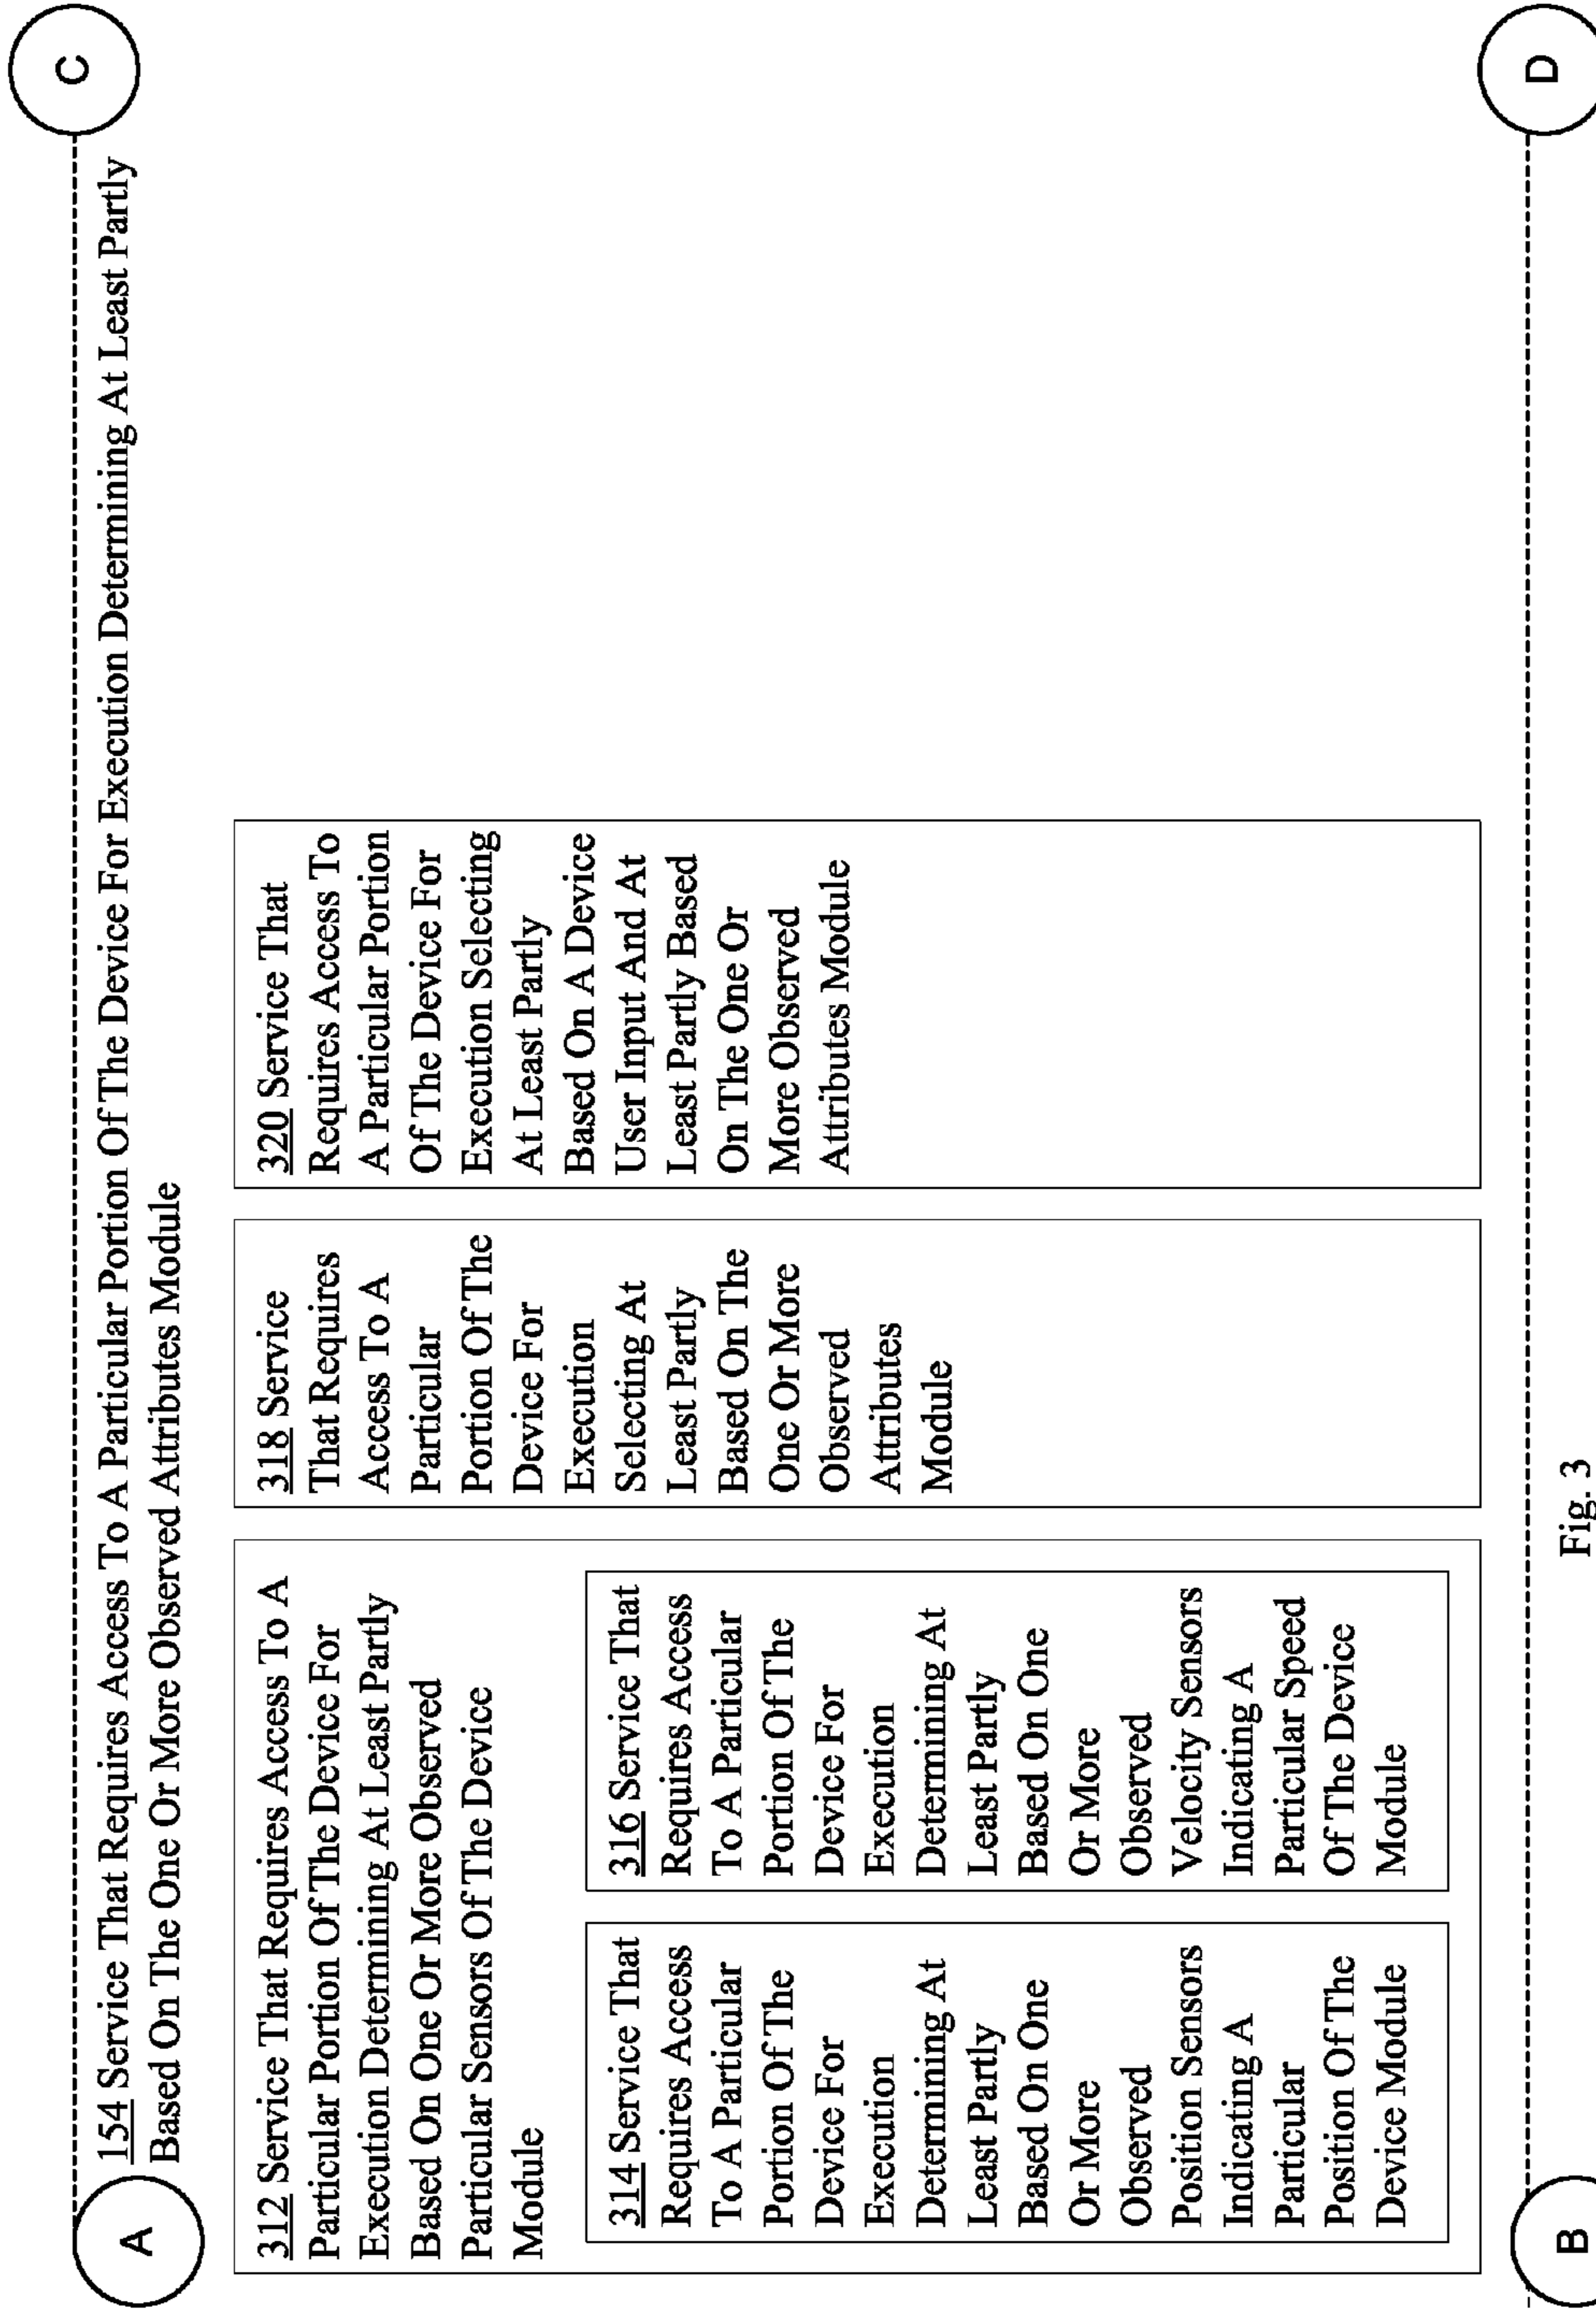 C
A
154 Service That Requires Access To A Particular Portion Of The Device For Execution Determining At Least Partly
Based On The One Or More Observed Attributes Module
312 Service That Requires Access To A
Particular Portion Of The Device For
Execution Determining At Least Partly
Based On One Or More Observed
Particular Sensors Of The Device
Module
314 Service That
Requires Access
To A Particular
Portion Of The
Device For
Execution
Determining At
Least Partly
Based On One
Or More
Observed
Position Sensors
Indicating A
Particular
Position Of The
Device Module
316 Service That
Requires Access
To A Particular
Portion Of The
Device For
Execution
Determining At
Least Partly
Based On One
Or More
Observed
Velocity Sensors
Indicating A
Particular Speed
Of The Device
Module
318 Service
That Requires
Access To A
Particular
Portion Of The
Device For
Execution
Selecting At
Least Partly
Based On The
One Or More
Observed
Attributes
Module
320 Service That
Requires Access To
A Particular Portion
Of The Device For
Execution Selecting
At Least Partly
Based On A Device
User Input And At
Least Partly Based
On The One Or
More Observed
Attributes Module
B
D
Fig. 3